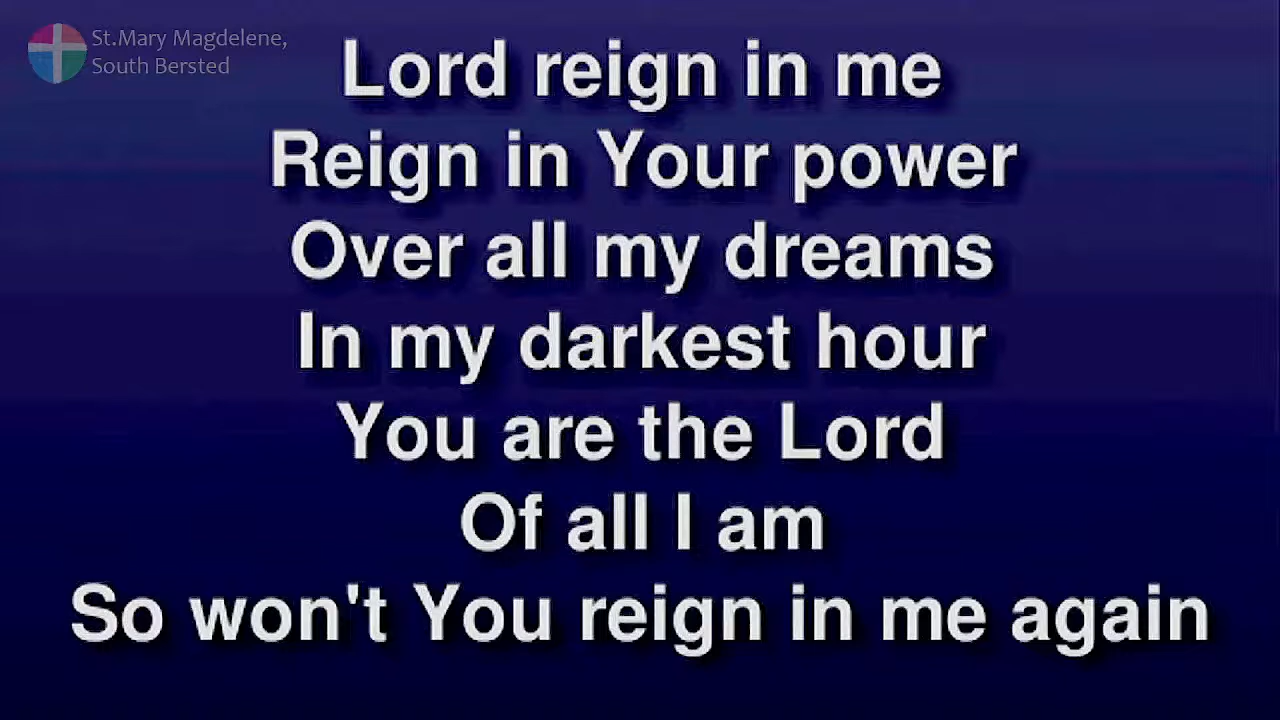 St.Mary Magdelene,
South Bersted
Lord reign in me
Reign in Your power
Over all my dreams
In my darkest hour
You are the Lord
Of all I am
So won't You reign in me again